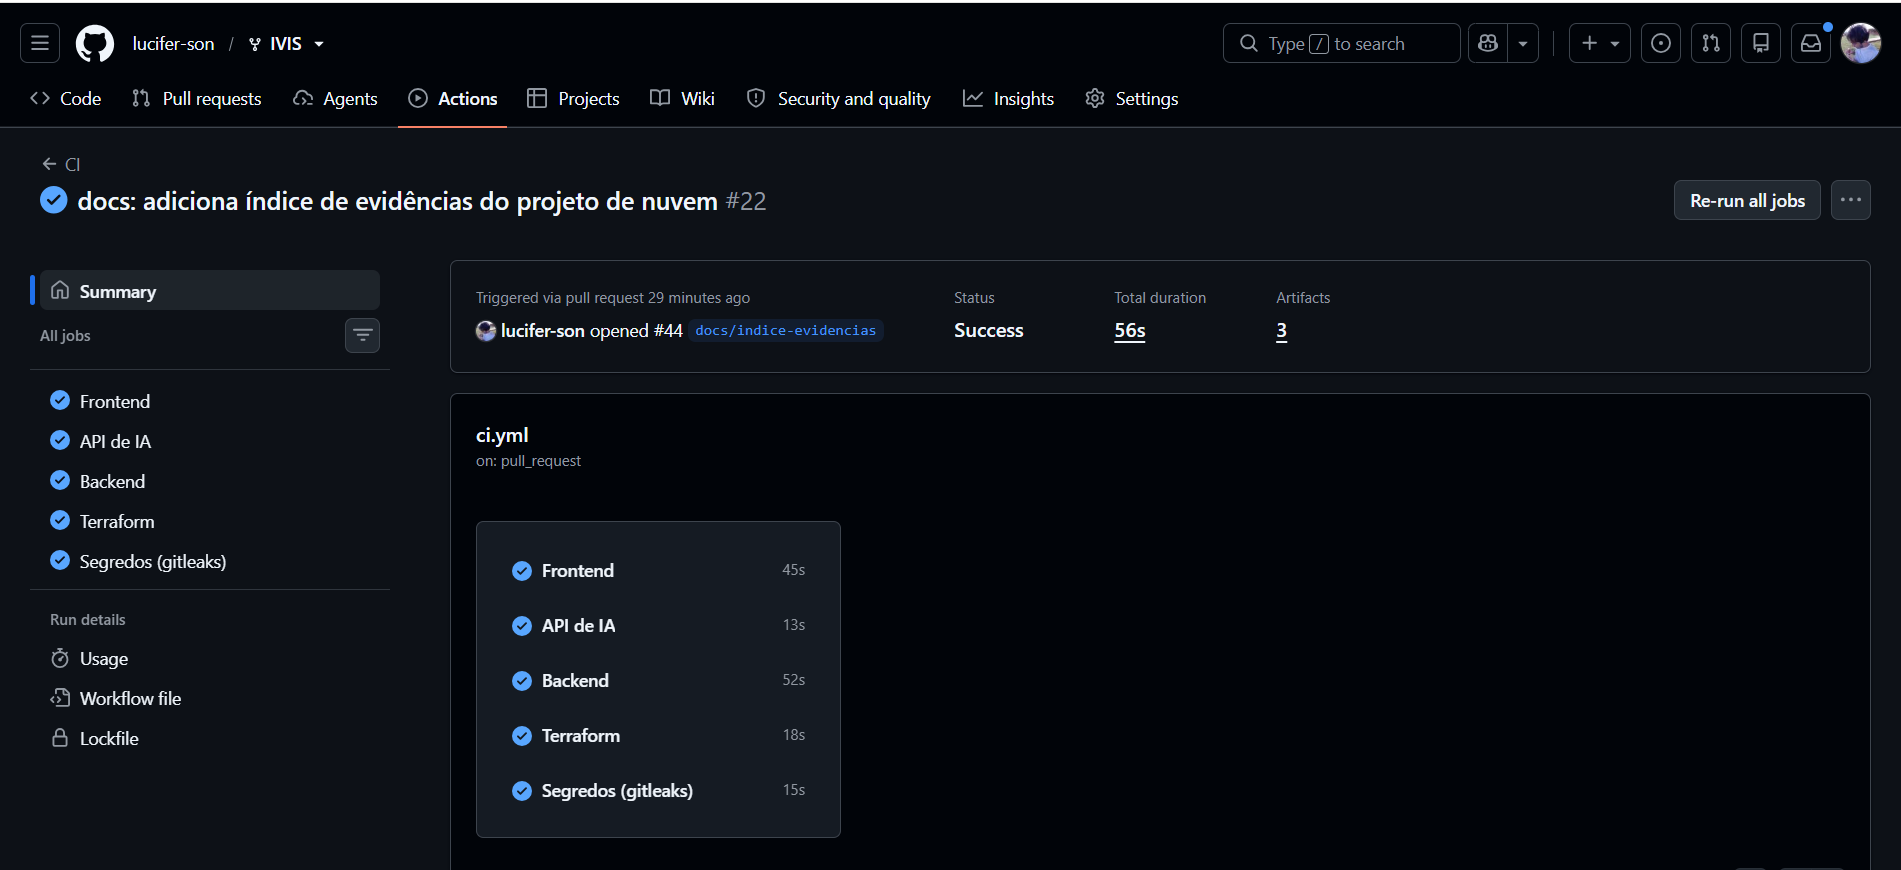 lucifer-son / IVIS
Type / to search
Code Pull requests Agents Actions Projects Wiki Security and quality Insights Settings
CI
docs: adiciona índice de evidências do projeto de nuvem #22
Re-run all jobs
Summary
All jobs
Frontend
API de IA
Backend
Terraform
Segredos (gitleaks)
Run details
Usage
Workflow file
Lockfile
Triggered via pull request 29 minutes ago
lucifer-son opened #44 docs/indice-evidencias
Status
Success
Total duration
56s
Artifacts
3
ci.yml
on: pull_request
Frontend 45s
API de IA 13s
Backend 52s
Terraform 18s
Segredos (gitleaks) 15s